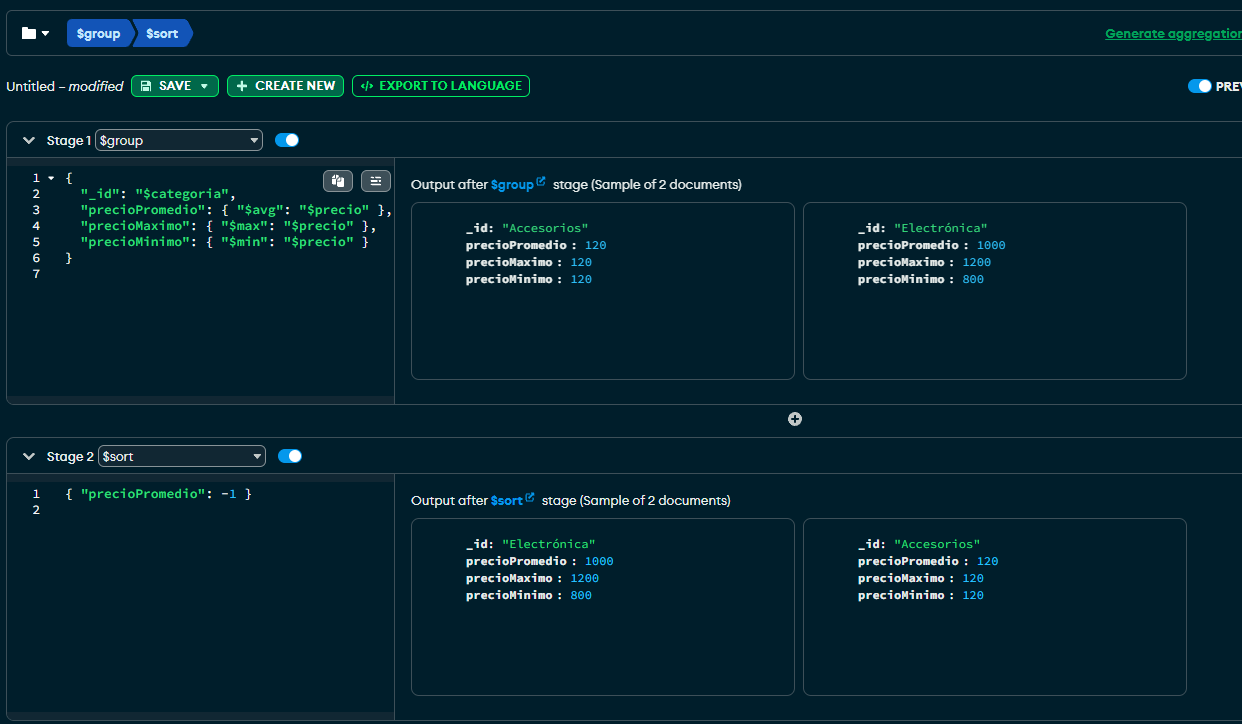 $group $sort Generate aggregation
Untitled – modified SAVE + CREATE NEW </> EXPORT TO LANGUAGE
Stage 1 $group
1 {
2 "_id": "$categoria",
3 "precioPromedio": { "$avg": "$precio" },
4 "precioMaximo": { "$max": "$precio" },
5 "precioMinimo": { "$min": "$precio" }
6 }
7
Output after $group stage (Sample of 2 documents)
_id: "Accesorios"
precioPromedio : 120
precioMaximo : 120
precioMinimo : 120
_id: "Electrónica"
precioPromedio : 1000
precioMaximo : 1200
precioMinimo : 800
Stage 2 $sort
1 { "precioPromedio": -1 }
2
Output after $sort stage (Sample of 2 documents)
_id: "Electrónica"
precioPromedio : 1000
precioMaximo : 1200
precioMinimo : 800
_id: "Accesorios"
precioPromedio : 120
precioMaximo : 120
precioMinimo : 120